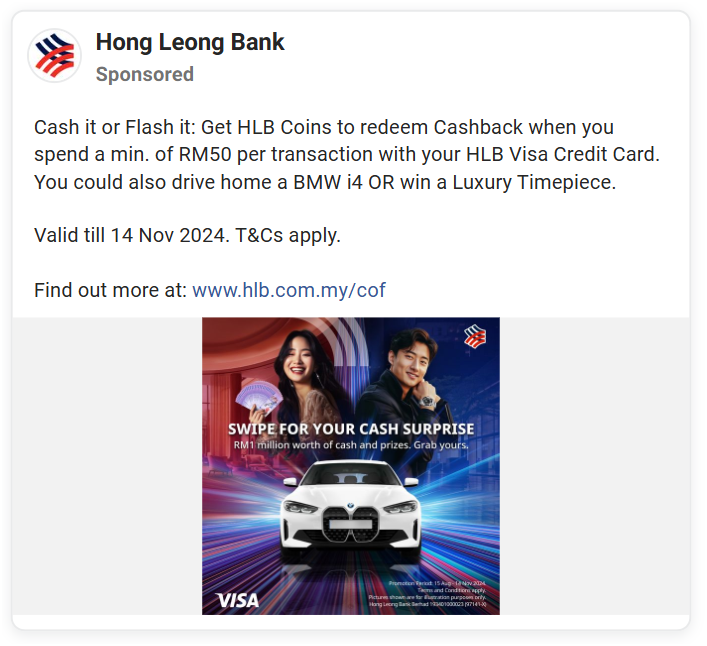 Hong Leong Bank
Sponsored
Cash it or Flash it: Get HLB Coins to redeem Cashback when you
spend a min. of RM50 per transaction with your HLB Visa Credit Card.
You could also drive home a BMW i4 OR win a Luxury Timepiece.
Valid till 14 Nov 2024. T&Cs apply.
Find out more at: www.hlb.com.my/cof
SWIPE FOR YOUR CASH SURPRISE
RM1 million worth of cash and prizes. Grab yours.
Promotion Period: 15 Aug - 14 Nov 2024.
Terms and Conditions apply.
Pictures shown are for illustration purposes only.
Hong Leong Bank Berhad 193401000023 (97141-X)
VISA